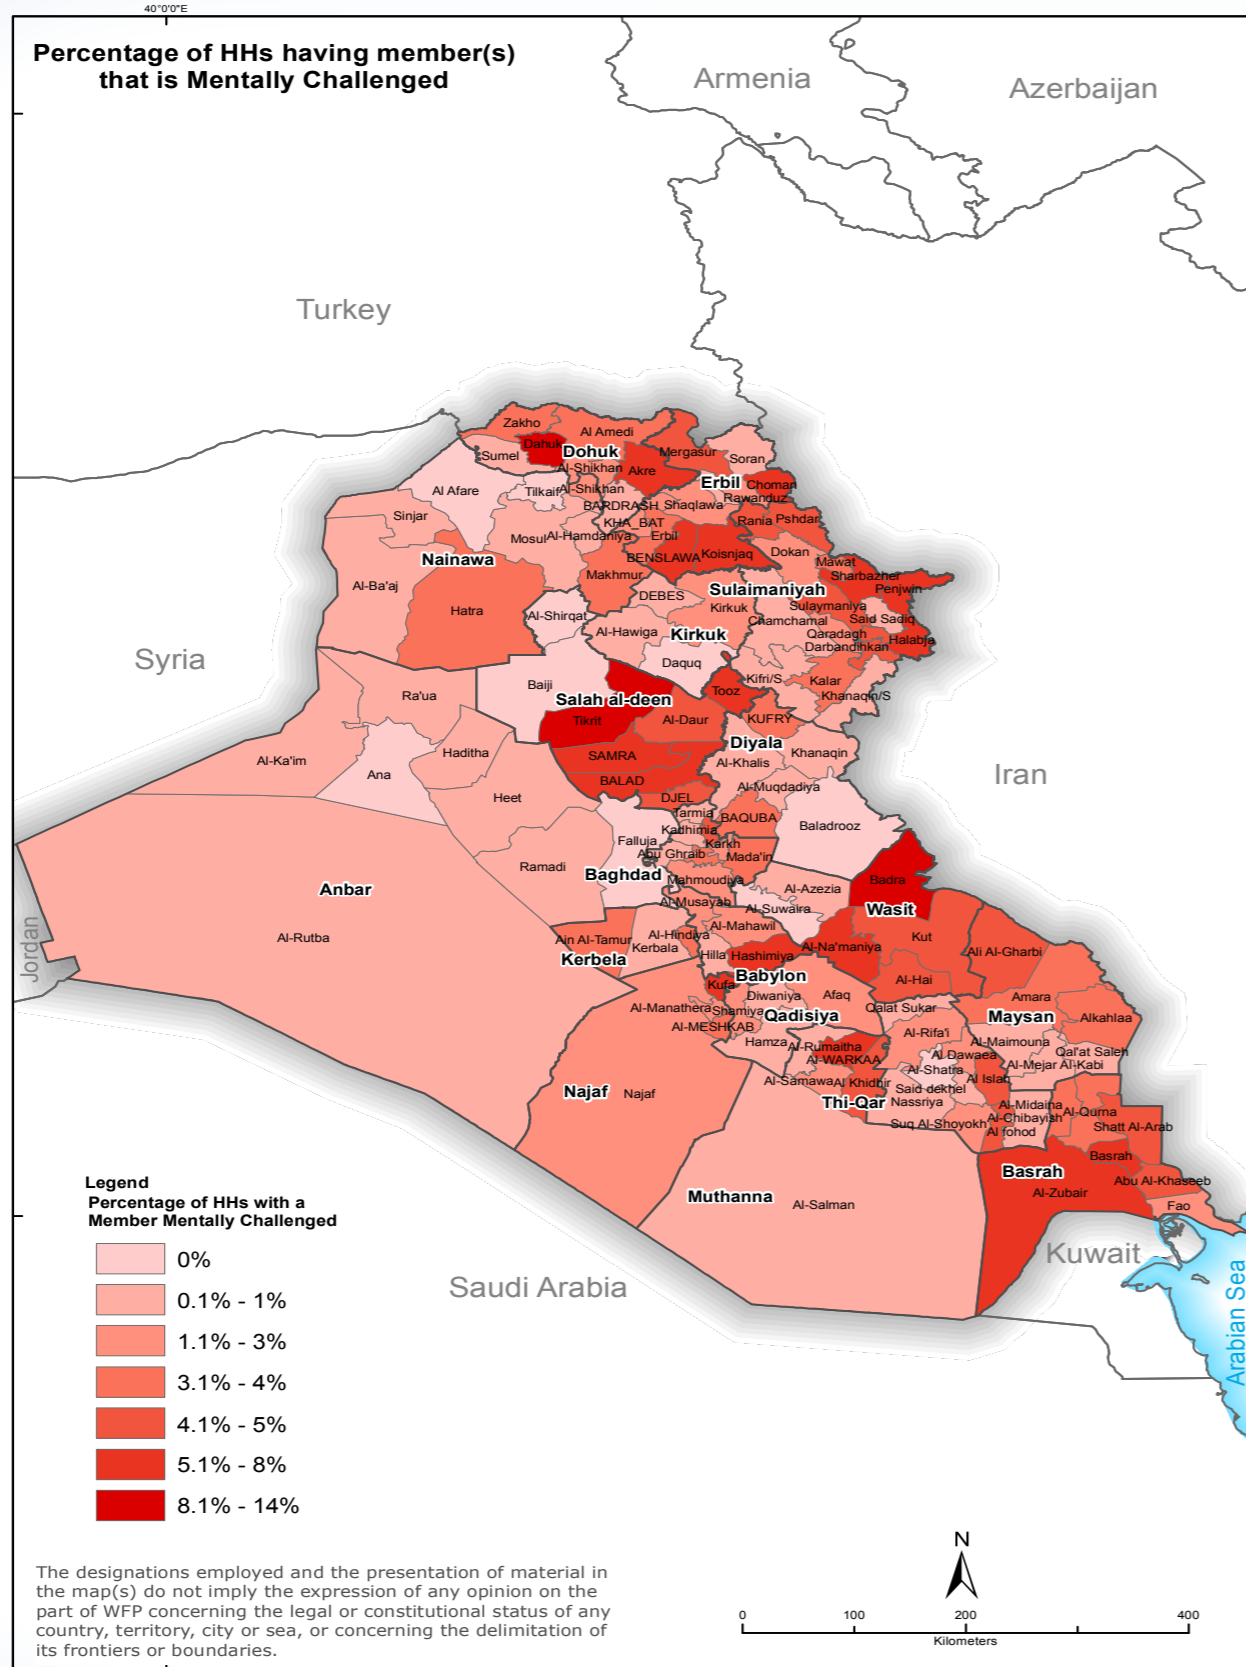 40°0'0"E
Percentage of HHs having member(s)
that is Mentally Challenged
Armenia
Azerbaijan
Turkey
Syria
Iran
Jordan
Saudi Arabia
Kuwait
Arabian Sea
Zakho
Al Amedi
Dahuk
Dohuk
Sumel
Mergasur
Soran
Al-Shikhan
Akre
Erbil
Choman
Al Afare
Tilkaif
Al-Shikhan
Rawanduz
BARDRASH
Shaqlawa
Sinjar
KHA_BAT
Rania
Pshdar
Mosul
Al-Hamdaniya
Erbil
Nainawa
BENSLAWA
Koisnjaq
Dokan
Mawat
Makhmur
Sharbazher
Al-Ba'aj
Sulaimaniyah
Penjwin
DEBES
Hatra
Kirkuk
Sulaymaniya
Al-Shirqat
Chamchamal
Said Sadiq
Al-Hawiga
Kirkuk
Qaradagh
Halabja
Darbandihkan
Daquq
Kifri/S
Kalar
Baiji
Khanaqin/S
Ra'ua
Salah al-deen
Tooz
Tikrit
Al-Daur
KUFRY
Diyala
Haditha
SAMRA
Khanaqin
Al-Ka'im
Al-Khalis
Ana
BALAD
Al-Muqdadiya
Heet
DJEL
Tarmia
BAQUBA
Baladrooz
Kadhimia
Falluja
Karkh
Abu Ghraib
Mada'in
Ramadi
Baghdad
Mahmoudiya
Badra
Anbar
Al-Azezia
Al-Musayab
Al-Suwaira
Wasit
Al-Mahawil
Al-Rutba
Ain Al-Tamur
Al-Hindiya
Kut
Kerbala
Al-Na'maniya
Ali Al-Gharbi
Kerbela
Hilla
Hashimiya
Babylon
Al-Hai
Kufa
Diwaniya
Afaq
Amara
Al-Manathera
Shamiya
Qalat Sukar
Qadisiya
Maysan
Alkahlaa
Al-MESHKAB
Al-Rifa'i
Hamza
Al-Rumaitha
Al-Maimouna
Al-WARKAA
Al Dawaea
Qal'at Saleh
Al-Shatra
Al-Mejar Al-Kabi
Al-Samawa
Al Khidhir
Al Islah
Najaf
Najaf
Said dekhel
Thi-Qar
Nassriya
Al-Midaina
Al-Qurna
Al-Chibayish
Suq Al-Shoyokh
Al fohod
Shatt Al-Arab
Basrah
Basrah
Abu Al-Khaseeb
Muthanna
Al-Zubair
Al-Salman
Fao
Legend
Percentage of HHs with a
Member Mentally Challenged
0%
0.1% - 1%
1.1% - 3%
3.1% - 4%
4.1% - 5%
5.1% - 8%
8.1% - 14%
N
0 100 200 400
Kilometers
The designations employed and the presentation of material in
the map(s) do not imply the expression of any opinion on the
part of WFP concerning the legal or constitutional status of any
country, territory, city or sea, or concerning the delimitation of
its frontiers or boundaries.